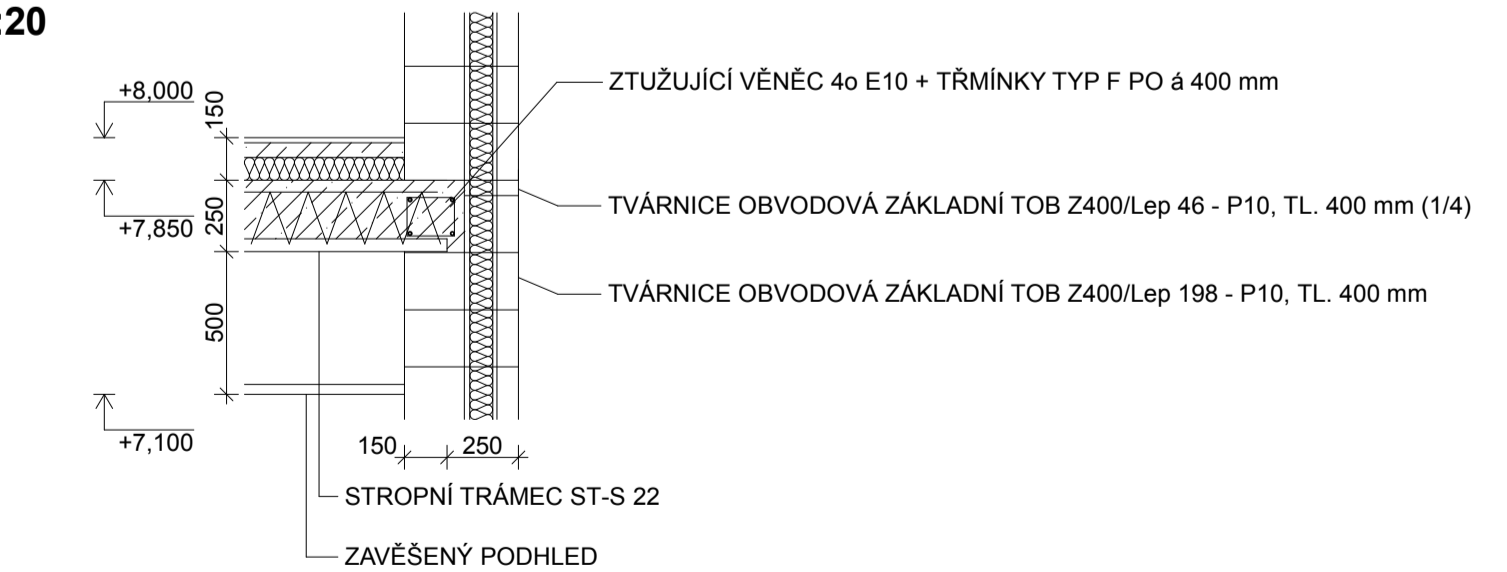 :20
ZTUŽUJÍCÍ VĚNĚC 4o E10 + TŘMÍNKY TYP F PO á 400 mm
+8,000
150
TVÁRNICE OBVODOVÁ ZÁKLADNÍ TOB Z400/Lep 46 - P10, TL. 400 mm (1/4)
+7,850
250
TVÁRNICE OBVODOVÁ ZÁKLADNÍ TOB Z400/Lep 198 - P10, TL. 400 mm
500
+7,100
150
250
STROPNÍ TRÁMEC ST-S 22
ZAVĚŠENÝ PODHLED